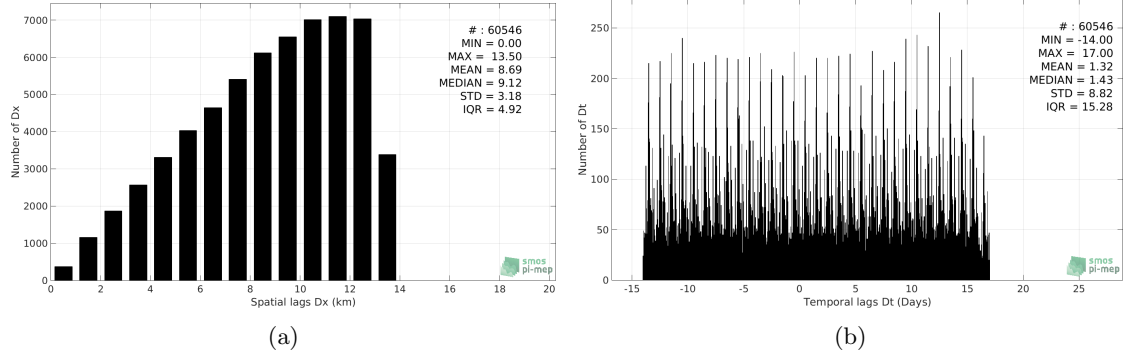 7000
6000
5000
4000
3000
2000
1000
0
Number of Dx
# : 60546
MIN = 0.00
MAX = 13.50
MEAN = 8.69
MEDIAN = 9.12
STD = 3.18
IQR = 4.92
smos
pi-mep
0 2 4 6 8 10 12 14 16 18 20
Spatial lags Dx (km)
(a)
250
200
150
100
50
0
Number of Dt
# : 60546
MIN = -14.00
MAX = 17.00
MEAN = 1.32
MEDIAN = 1.43
STD = 8.82
IQR = 15.28
smos
pi-mep
-15 -10 -5 0 5 10 15 20 25
Temporal lags Dt (Days)
(b)